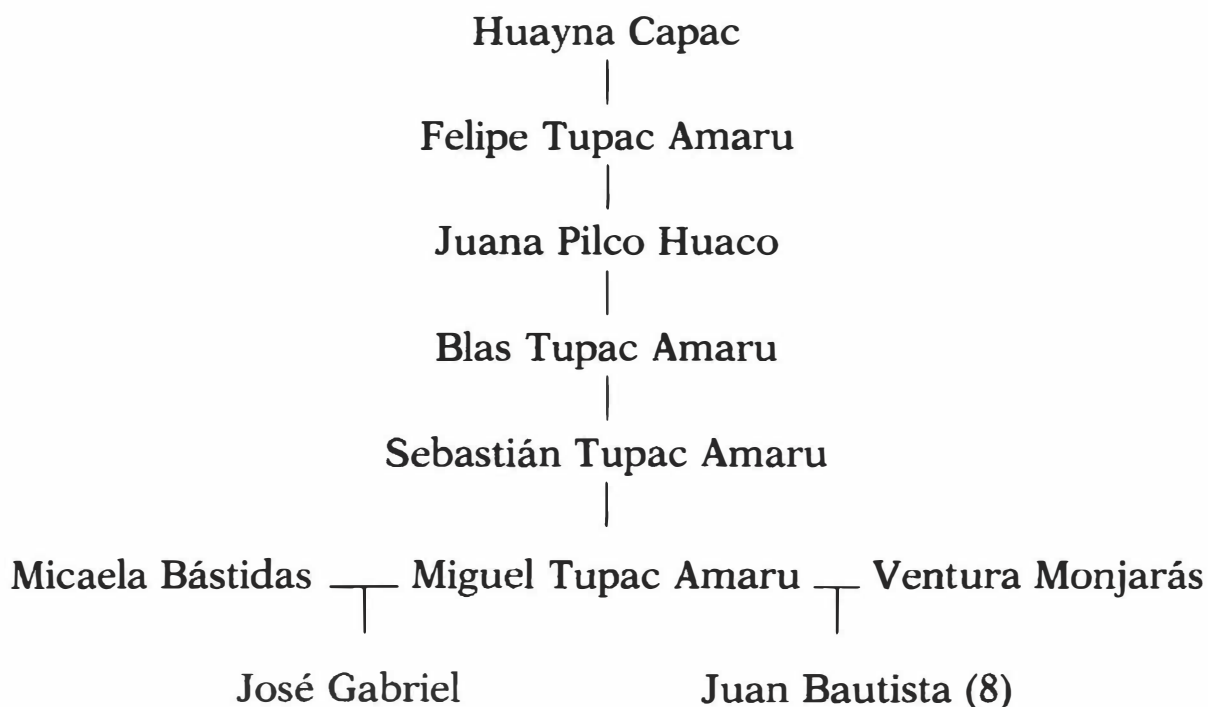 Huayna Capac
Felipe Tupac Amaru
Juana Pilco Huaco
Blas Tupac Amaru
Sebastián Tupac Amaru
Micaela Bástidas Miguel Tupac Amaru Ventura Monjarás
José Gabriel Juan Bautista (8)